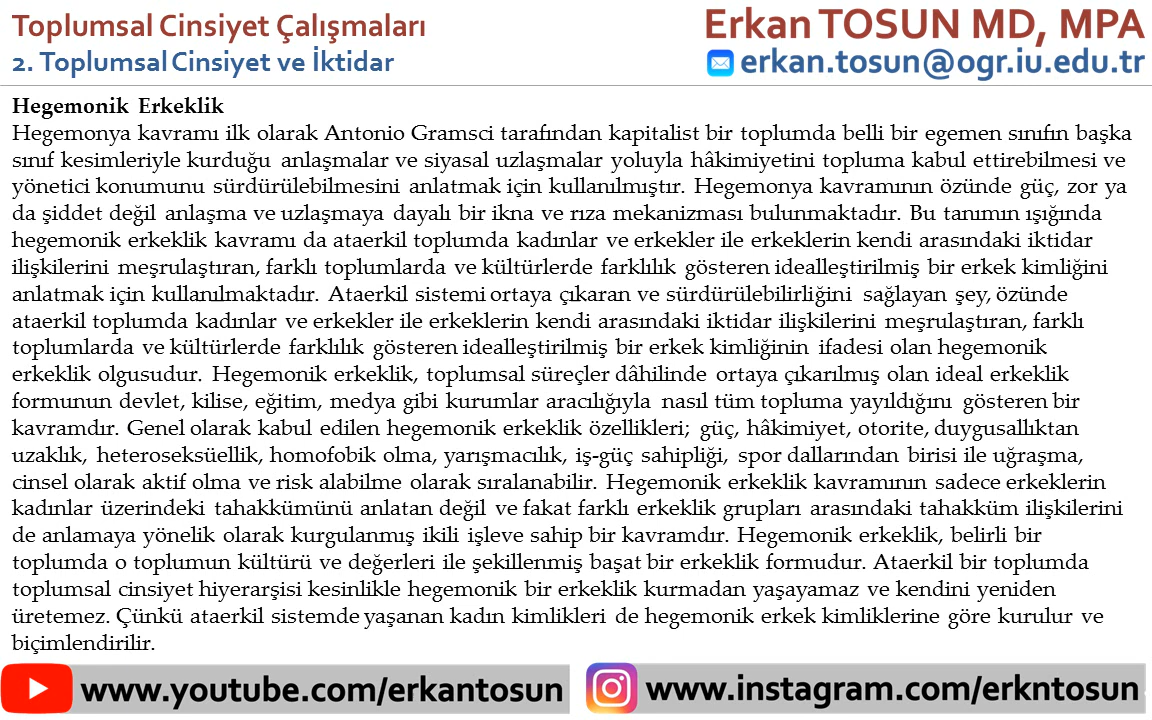 Toplumsal Cinsiyet Çalışmaları
2. Toplumsal Cinsiyet ve İktidar
Erkan TOSUN MD, MPA
erkan.tosun@ogr.iu.edu.tr
Hegemonik Erkeklik
Hegemonya kavramı ilk olarak Antonio Gramsci tarafından kapitalist bir toplumda belli bir egemen sınıfın başka
sınıf kesimleriyle kurduğu anlaşmalar ve siyasal uzlaşmalar yoluyla hâkimiyetini topluma kabul ettirebilmesi ve
yönetici konumunu sürdürülebilmesini anlatmak için kullanılmıştır. Hegemonya kavramının özünde güç, zor ya
da şiddet değil anlaşma ve uzlaşmaya dayalı bir ikna ve rıza mekanizması bulunmaktadır. Bu tanımın ışığında
hegemonik erkeklik kavramı da ataerkil toplumda kadınlar ve erkekler ile erkeklerin kendi arasındaki iktidar
ilişkilerini meşrulaştıran, farklı toplumlarda ve kültürlerde farklılık gösteren idealleştirilmiş bir erkek kimliğini
anlatmak için kullanılmaktadır. Ataerkil sistemi ortaya çıkaran ve sürdürülebilirliğini sağlayan şey, özünde
ataerkil toplumda kadınlar ve erkekler ile erkeklerin kendi arasındaki iktidar ilişkilerini meşrulaştıran, farklı
toplumlarda ve kültürlerde farklılık gösteren idealleştirilmiş bir erkek kimliğinin ifadesi olan hegemonik
erkeklik olgusudur. Hegemonik erkeklik, toplumsal süreçler dâhilinde ortaya çıkarılmış olan ideal erkeklik
formunun devlet, kilise, eğitim, medya gibi kurumlar aracılığıyla nasıl tüm topluma yayıldığını gösteren bir
kavramdır. Genel olarak kabul edilen hegemonik erkeklik özellikleri; güç, hâkimiyet, otorite, duygusallıktan
uzaklık, heteroseksüellik, homofobik olma, yarışmacılık, iş-güç sahipliği, spor dallarından birisi ile uğraşma,
cinsel olarak aktif olma ve risk alabilme olarak sıralanabilir. Hegemonik erkeklik kavramının sadece erkeklerin
kadınlar üzerindeki tahakkümünü anlatan değil ve fakat farklı erkeklik grupları arasındaki tahakküm ilişkilerini
de anlamaya yönelik olarak kurgulanmış ikili işleve sahip bir kavramdır. Hegemonik erkeklik, belirli bir
toplumda o toplumun kültürü ve değerleri ile şekillenmiş başat bir erkeklik formudur. Ataerkil bir toplumda
toplumsal cinsiyet hiyerarşisi kesinlikle hegemonik bir erkeklik kurmadan yaşayamaz ve kendini yeniden
üretemez. Çünkü ataerkil sistemde yaşanan kadın kimlikleri de hegemonik erkek kimliklerine göre kurulur ve
biçimlendirilir.
www.youtube.com/erkantosun
www.instagram.com/erkntosun